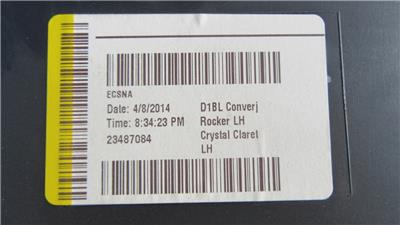 ECSNA
Date: 4/8/2014 D1BL Converj
Time: 8:34:23 PM Rocker LH
23487084 Crystal Claret
LH